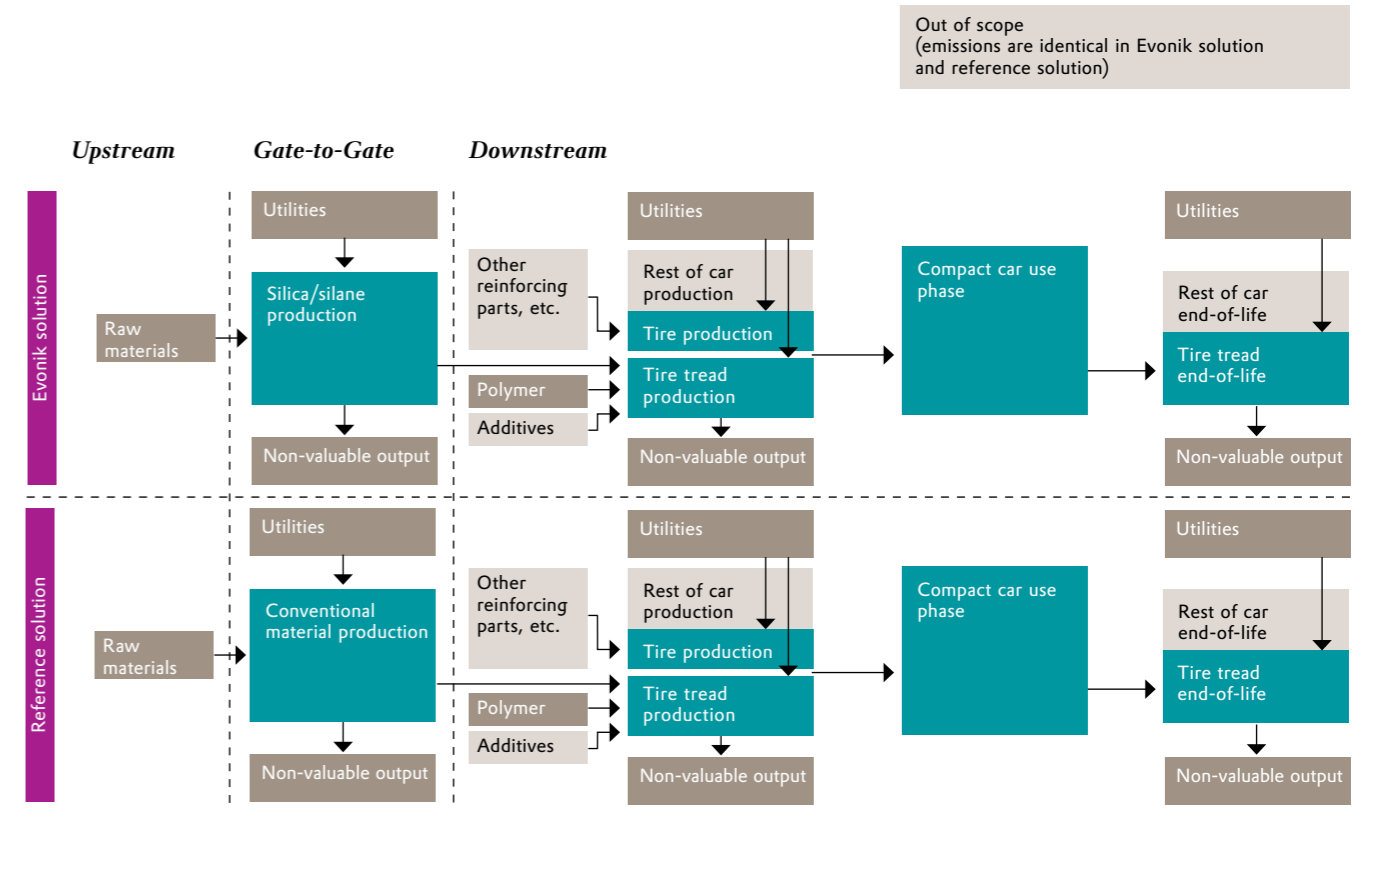 Out of scope
(emissions are identical in Evonik solution
and reference solution)
Upstream
Gate-to-Gate
Downstream
Evonik solution
Raw
materials
Utilities
Silica/silane
production
Non-valuable output
Other
reinforcing
parts, etc.
Polymer
Additives
Utilities
Rest of car
production
Tire production
Tire tread
production
Non-valuable output
Compact car use
phase
Utilities
Rest of car
end-of-life
Tire tread
end-of-life
Non-valuable output
Reference solution
Raw
materials
Utilities
Conventional
material production
Non-valuable output
Other
reinforcing
parts, etc.
Polymer
Additives
Utilities
Rest of car
production
Tire production
Tire tread
production
Non-valuable output
Compact car use
phase
Utilities
Rest of car
end-of-life
Tire tread
end-of-life
Non-valuable output